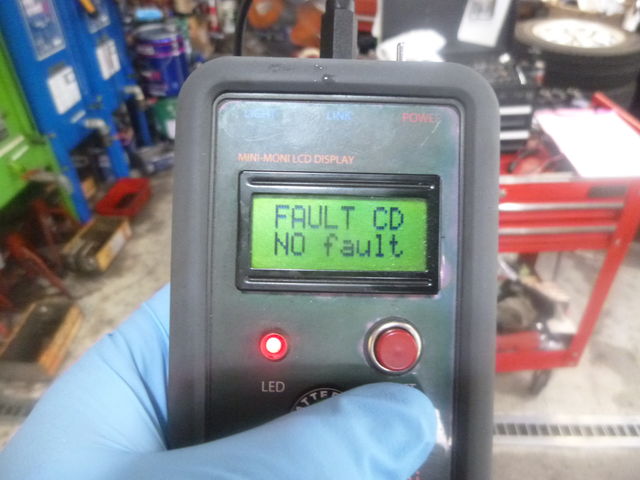 LIGHT LINK POWER
MINI-MONI LCD DISPLAY
FAULT CD
NO fault
LED